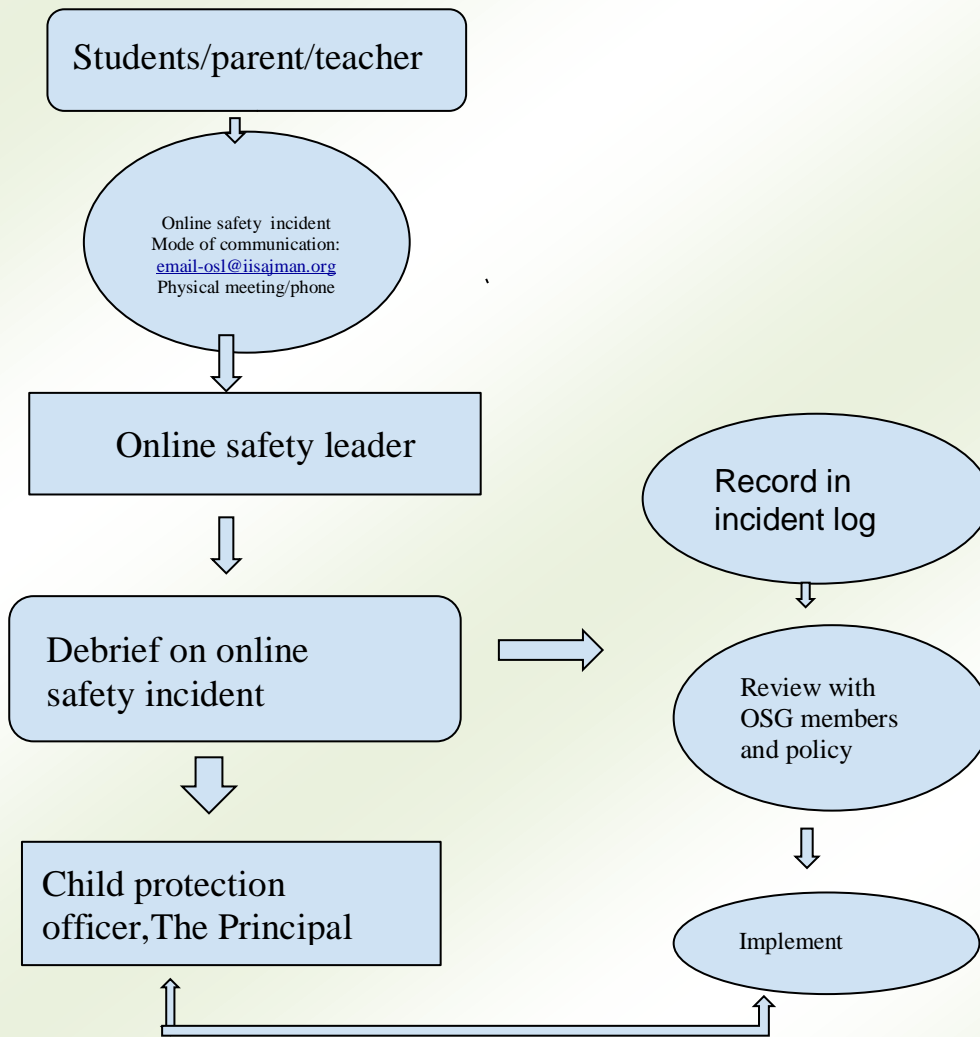 Students/parent/teacher
Online safety incident
Mode of communication:
email-osl@iisajman.org
Physical meeting/phone
Online safety leader
Debrief on online
safety incident
Child protection
officer,The Principal
Record in
incident log
Review with
OSG members
and policy
Implement